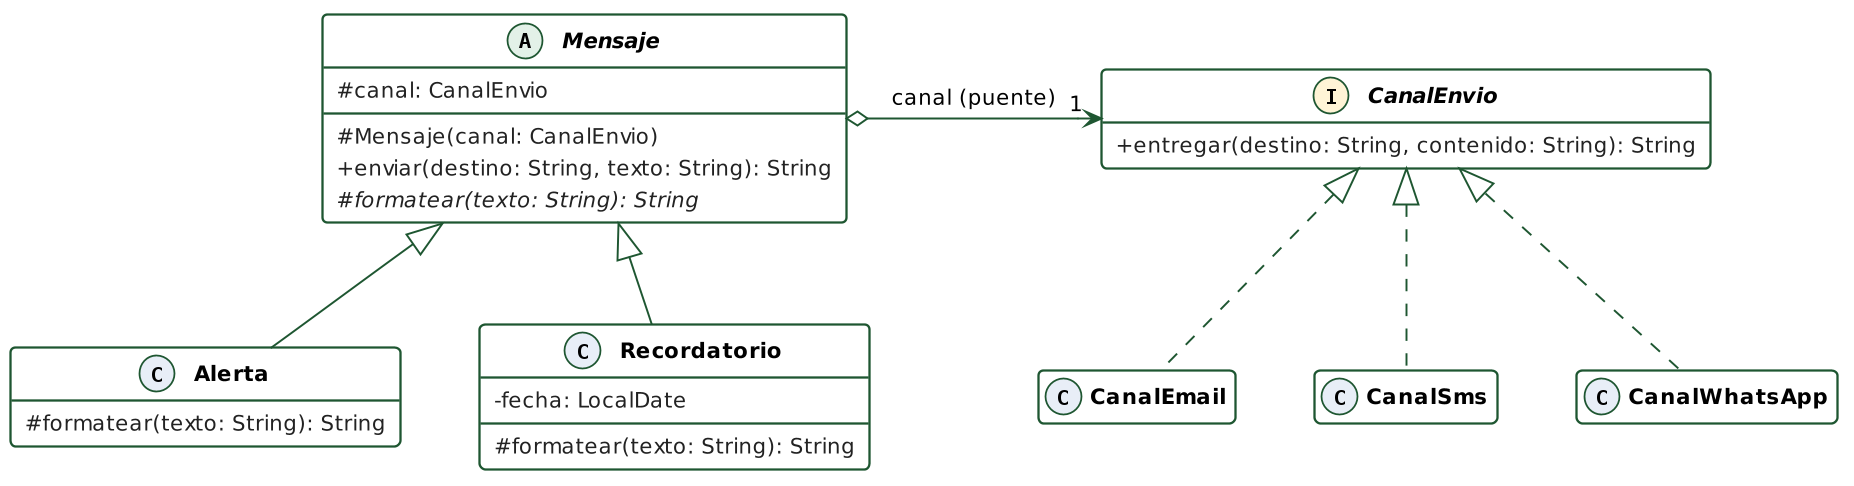 A Mensaje
#canal: CanalEnvio
#Mensaje(canal: CanalEnvio)
+enviar(destino: String, texto: String): String
#formatear(texto: String): String
canal (puente) 1
I CanalEnvio
+entregar(destino: String, contenido: String): String
C Alerta
#formatear(texto: String): String
C Recordatorio
-fecha: LocalDate
#formatear(texto: String): String
C CanalEmail
C CanalSms
C CanalWhatsApp